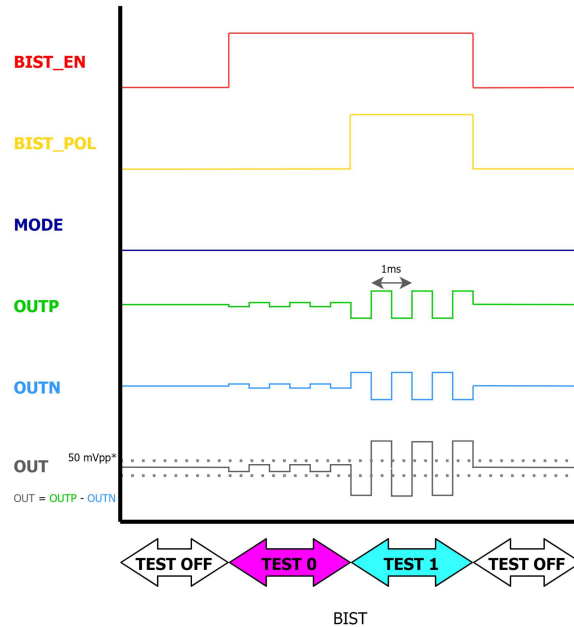 BIST_EN
BIST_POL
MODE
1ms
OUTP
OUTN
50 mVpp*
OUT
OUT = OUTP - OUTN
TEST OFF TEST 0 TEST 1 TEST OFF
BIST